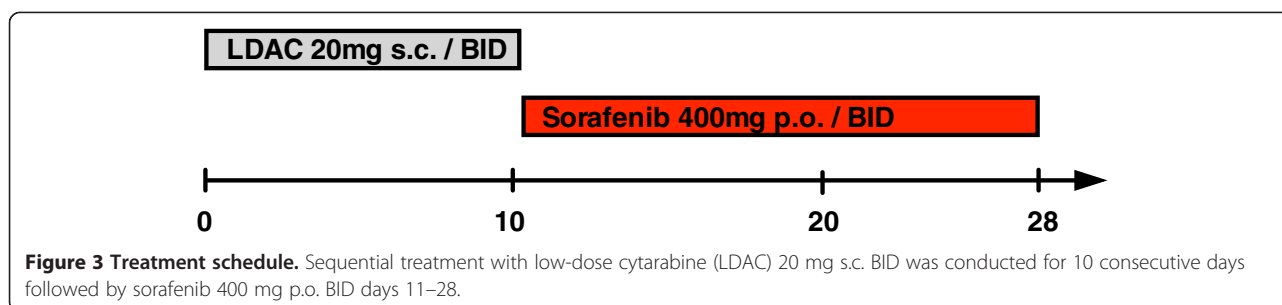 LDAC 20mg s.c. / BID
Sorafenib 400mg p.o. / BID
0 10 20 28
Figure 3 Treatment schedule. Sequential treatment with low-dose cytarabine (LDAC) 20 mg s.c. BID was conducted for 10 consecutive days
followed by sorafenib 400 mg p.o. BID days 11–28.